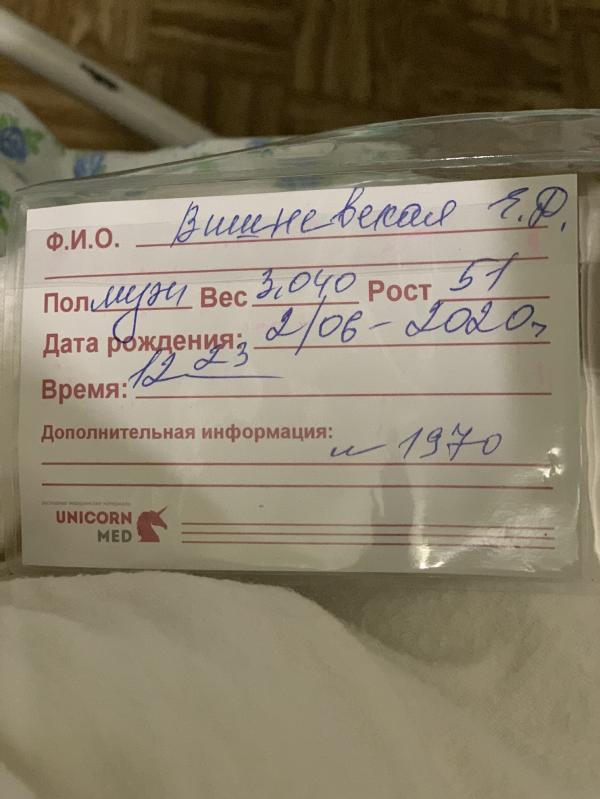 Ф.И.О. Вишневская Е.Ф.
Пол муж Вес 3,040 Рост 51
Дата рождения: 2/06-2020г
Время: 12 23
Дополнительная информация:
и-1970
UNICORN
MED